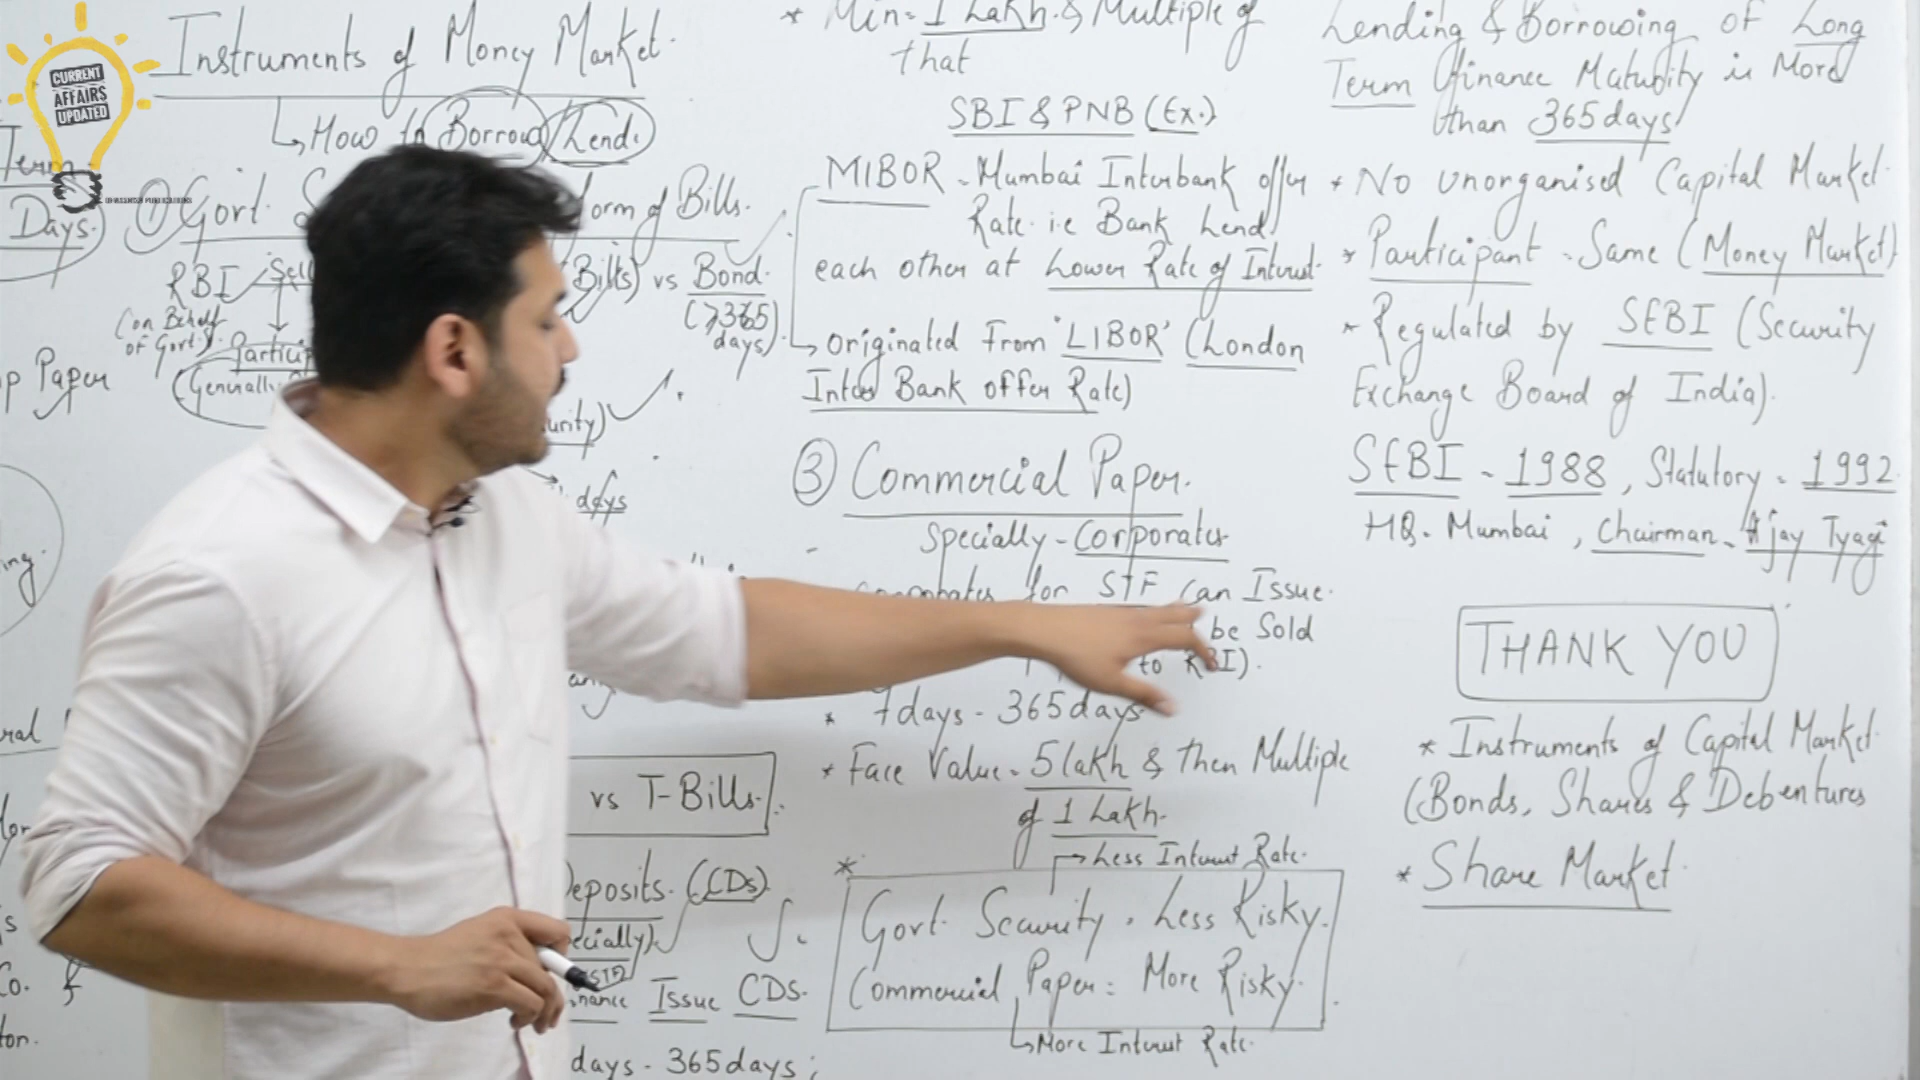 CURRENT
AFFAIRS
UPDATED
Term
Days.
Paper
Instruments of Money Market.
How to Borrow/Lend.
① Govt. S
form of Bills.
RBI Sell
(Bills) vs Bond.
(on Behalf
of Govt.)
(>365
days)
Particip
(Generally
urity)
days
vs T-Bills.
Deposits. (CDs).
ecially)
nance Issue CDs.
days - 365days;
* Min = 1 Lakh. & Multiple of
that
SBI & PNB (Ex.)
MIBOR - Mumbai Interbank offer
Rate i.e Bank Lend
each other at Lower Rate of Interest.
Originated From 'LIBOR' (London
Inter Bank offer Rate)
③ Commercial Paper.
Specially - Corporates
Corporates for STF can Issue.
be Sold
to RBI).
* 7days - 365days
* Face Value = 5 lakh & then Multiple
of 1 Lakh.
Less Interest Rate.
* Govt. Security = Less Risky.
Commercial Paper = More Risky.
More Interest Rate.
Lending & Borrowing of Long
Term finance Maturity is More
than 365 days
* No Unorganised Capital Market.
* Participant - Same (Money Market)
* Regulated by SEBI (Security
Exchange Board of India).
SEBI - 1988, Statutory - 1992
HQ - Mumbai, Chairman - Ajay Tyagi
THANK YOU
* Instruments of Capital Market.
(Bonds, Shares & Debentures
* Share Market.